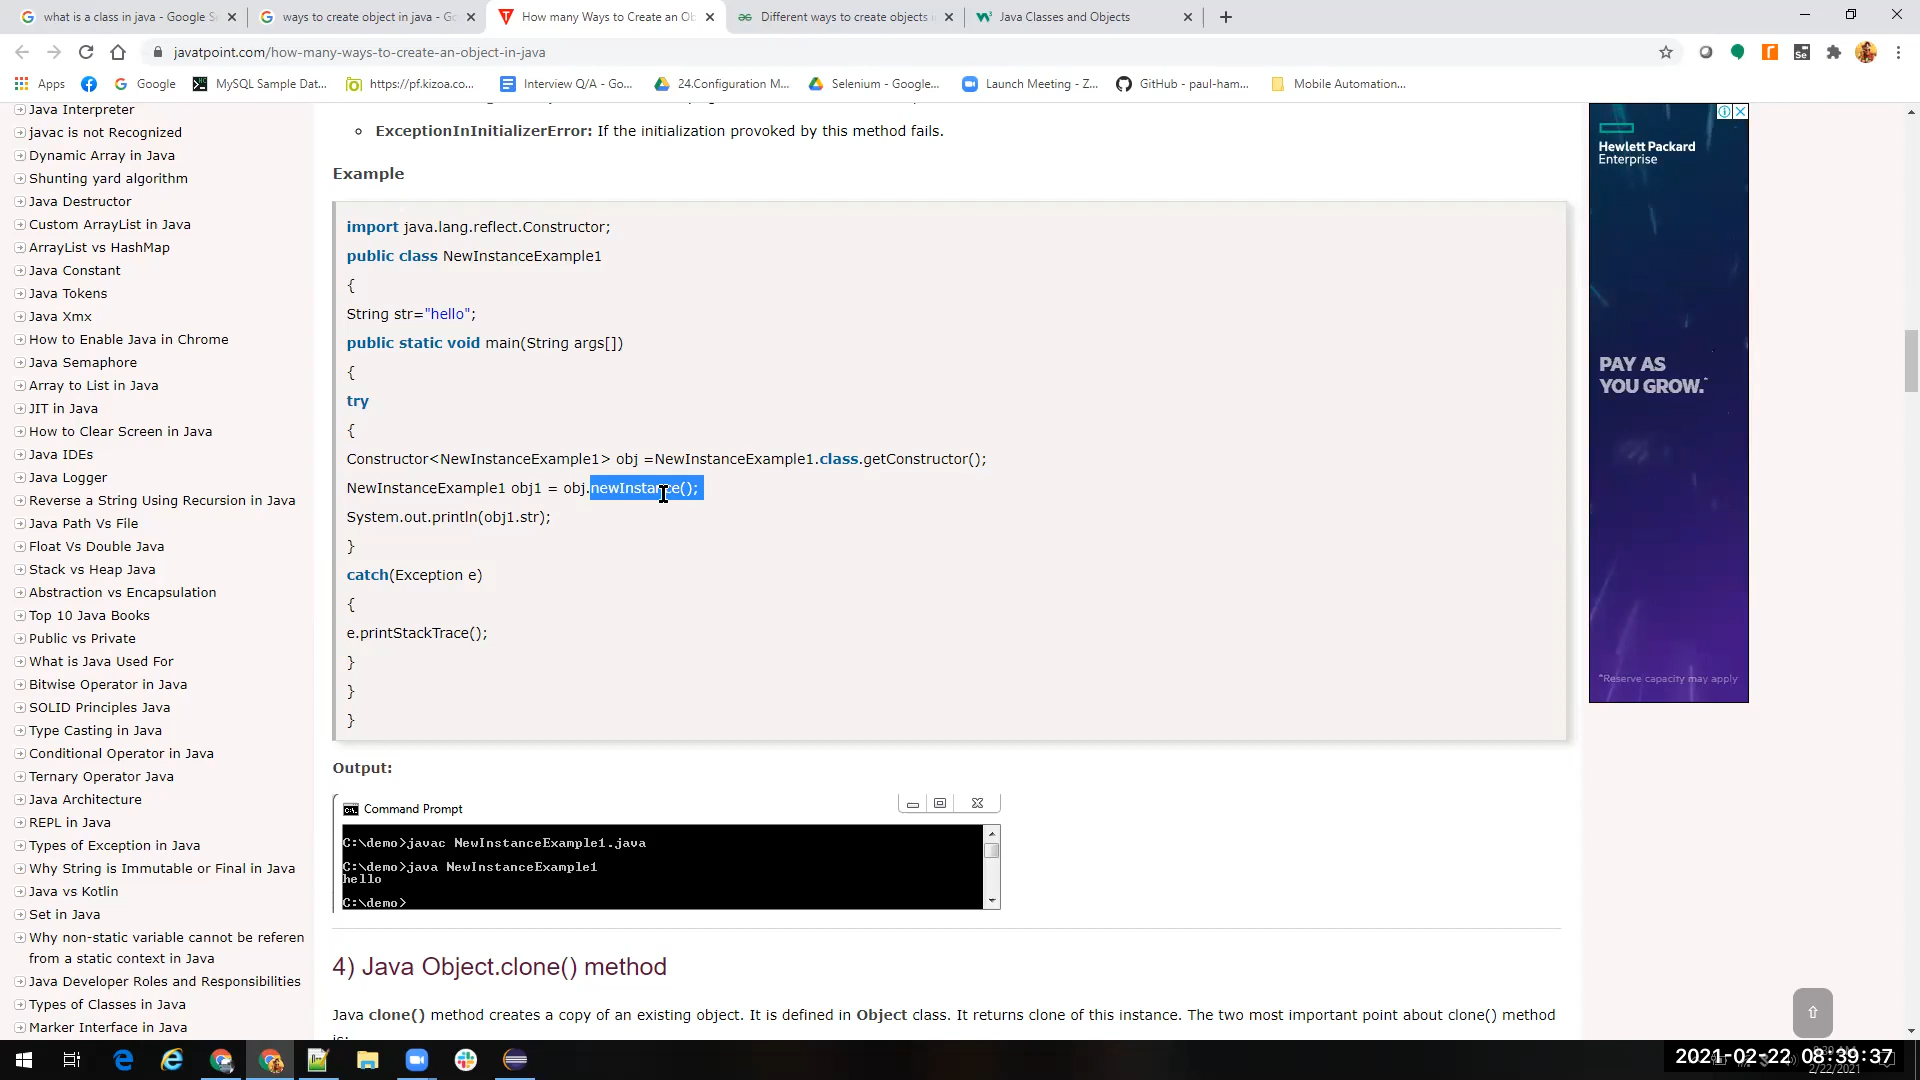 what is a class in java - Google S
ways to create object in java - Go
How many Ways to Create an Ob
Different ways to create objects i
Java Classes and Objects
javatpoint.com/how-many-ways-to-create-an-object-in-java
Apps
Google
MySQL Sample Dat...
https://pf.kizoa.co...
Interview Q/A - Go...
24.Configuration M...
Selenium - Google...
Launch Meeting - Z...
GitHub - paul-ham...
Mobile Automation...
Java Interpreter
javac is not Recognized
Dynamic Array in Java
Shunting yard algorithm
Java Destructor
Custom ArrayList in Java
ArrayList vs HashMap
Java Constant
Java Tokens
Java Xmx
How to Enable Java in Chrome
Java Semaphore
Array to List in Java
JIT in Java
How to Clear Screen in Java
Java IDEs
Java Logger
Reverse a String Using Recursion in Java
Java Path Vs File
Float Vs Double Java
Stack vs Heap Java
Abstraction vs Encapsulation
Top 10 Java Books
Public vs Private
What is Java Used For
Bitwise Operator in Java
SOLID Principles Java
Type Casting in Java
Conditional Operator in Java
Ternary Operator Java
Java Architecture
REPL in Java
Types of Exception in Java
Why String is Immutable or Final in Java
Java vs Kotlin
Set in Java
Why non-static variable cannot be referen
from a static context in Java
Java Developer Roles and Responsibilities
Types of Classes in Java
Marker Interface in Java
ExceptionInInitializerError: If the initialization provoked by this method fails.
Example
import java.lang.reflect.Constructor;
public class NewInstanceExample1
{
String str="hello";
public static void main(String args[])
{
try
{
Constructor<NewInstanceExample1> obj =NewInstanceExample1.class.getConstructor();
NewInstanceExample1 obj1 = obj.newInstance();
System.out.println(obj1.str);
}
catch(Exception e)
{
e.printStackTrace();
}
}
}
Output:
Command Prompt
C:\demo>javac NewInstanceExample1.java
C:\demo>java NewInstanceExample1
hello
C:\demo>
4) Java Object.clone() method
Java clone() method creates a copy of an existing object. It is defined in Object class. It returns clone of this instance. The two most important point about clone() method
is:
Hewlett Packard
Enterprise
PAY AS
YOU GROW.*
*Reserve capacity may apply
2021-02-22 08:39:37
2/22/2021